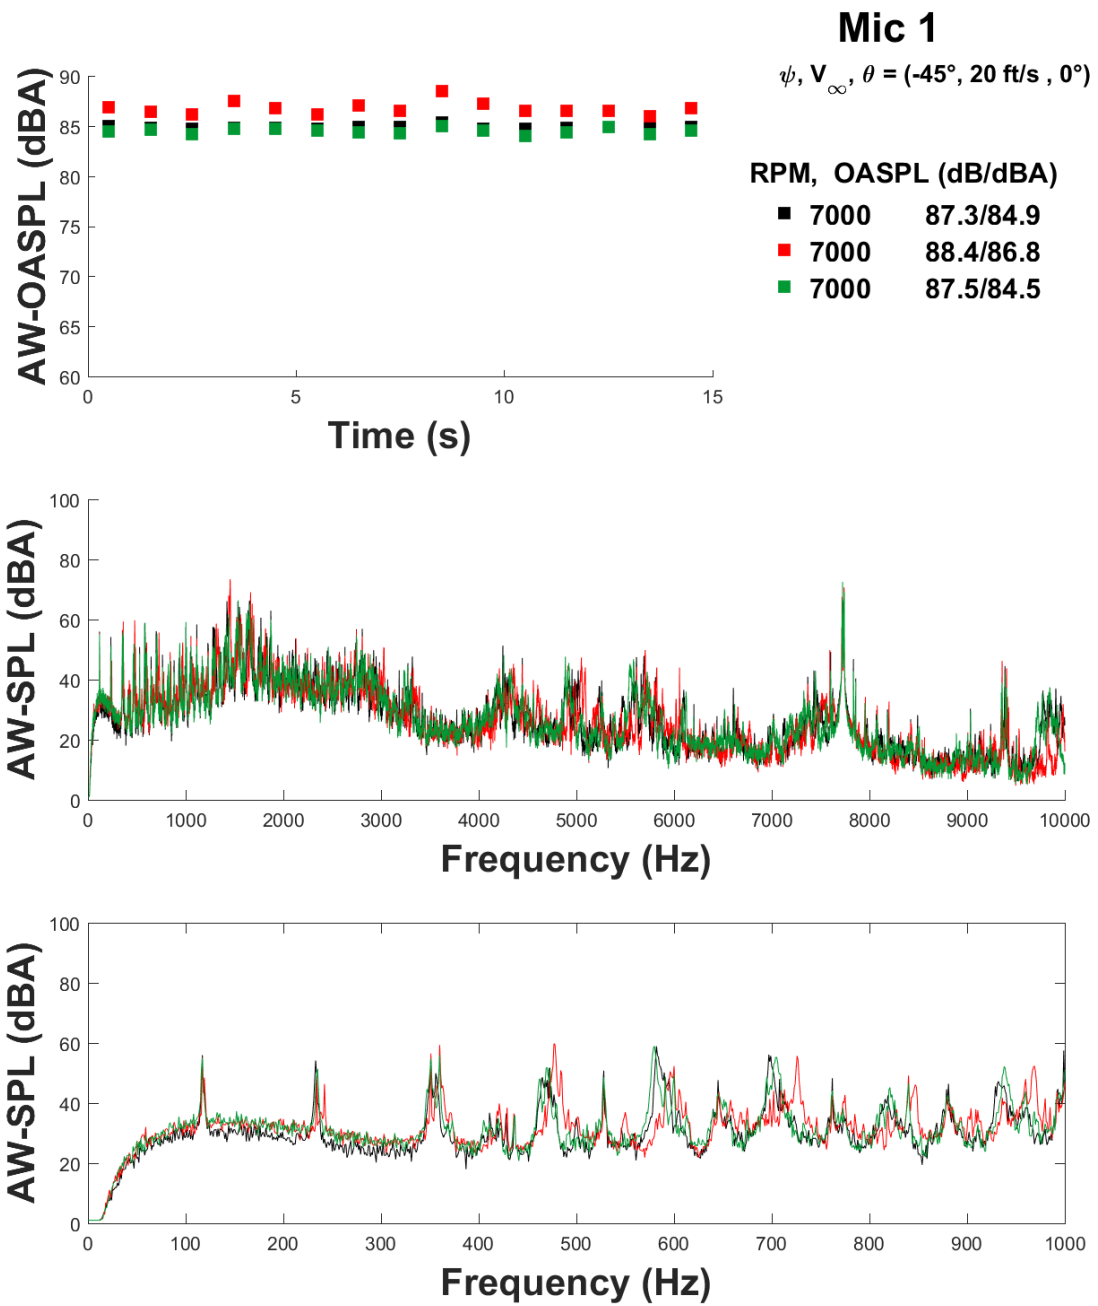 Mic 1
ψ, V∞, θ = (-45°, 20 ft/s , 0°)
RPM, OASPL (dB/dBA)
7000 87.3/84.9
7000 88.4/86.8
7000 87.5/84.5
AW-OASPL (dBA)
90
85
80
75
70
65
60
0 5 10 15
Time (s)
AW-SPL (dBA)
100
80
60
40
20
0
0 1000 2000 3000 4000 5000 6000 7000 8000 9000 10000
Frequency (Hz)
AW-SPL (dBA)
100
80
60
40
20
0
0 100 200 300 400 500 600 700 800 900 1000
Frequency (Hz)